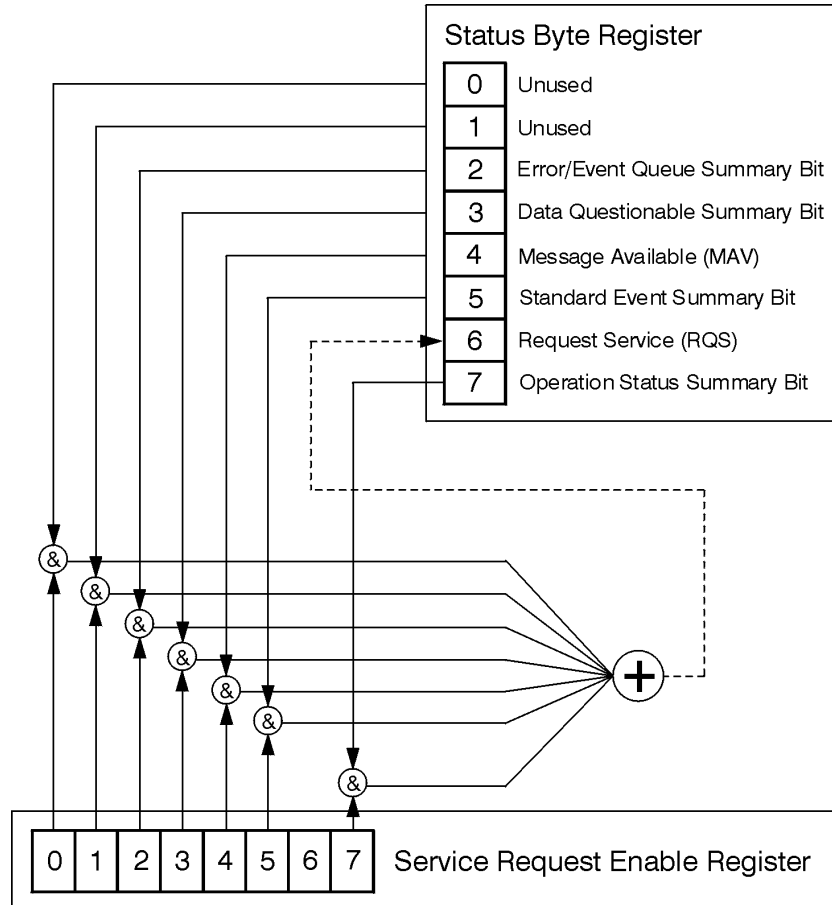 Status Byte Register
0 Unused
1 Unused
2 Error/Event Queue Summary Bit
3 Data Questionable Summary Bit
4 Message Available (MAV)
5 Standard Event Summary Bit
6 Request Service (RQS)
7 Operation Status Summary Bit
&
&
&
&
+
&
&
&
0 1 2 3 4 5 6 7 Service Request Enable Register